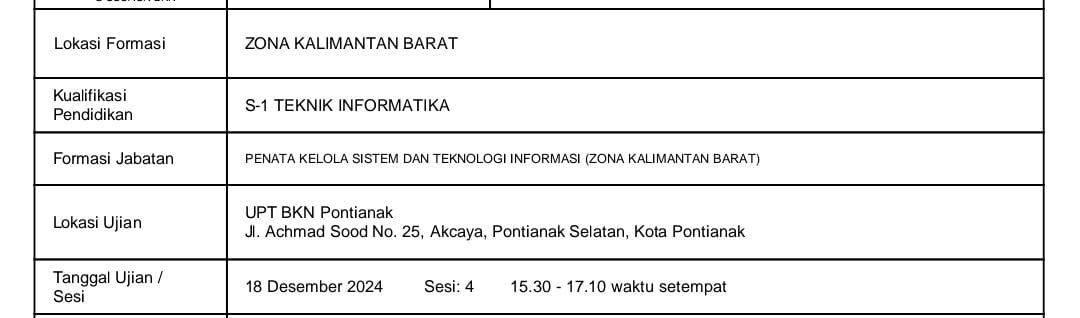 Lokasi Formasi
ZONA KALIMANTAN BARAT
Kualifikasi
Pendidikan
S-1 TEKNIK INFORMATIKA
Formasi Jabatan
PENATA KELOLA SISTEM DAN TEKNOLOGI INFORMASI (ZONA KALIMANTAN BARAT)
Lokasi Ujian
UPT BKN Pontianak
Jl. Achmad Sood No. 25, Akcaya, Pontianak Selatan, Kota Pontianak
Tanggal Ujian /
Sesi
18 Desember 2024 Sesi: 4 15.30 - 17.10 waktu setempat